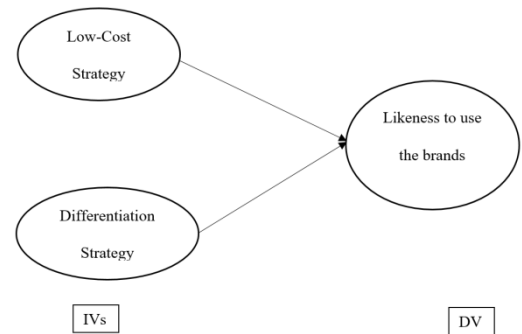 Low-Cost
Strategy
Likeness to use
the brands
Differentiation
Strategy
IVs
DV